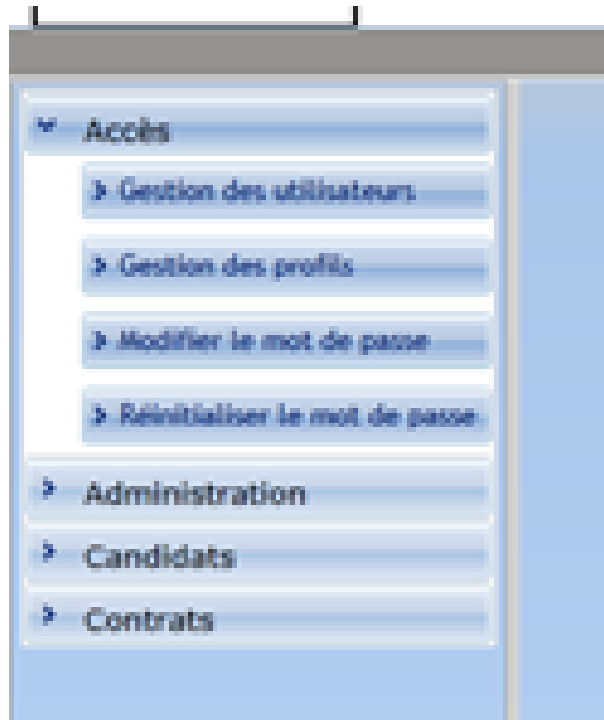 Accès
Gestion des utilisateurs
Gestion des profils
Modifier le mot de passe
Réinitialiser le mot de passe
Administration
Candidats
Contrats